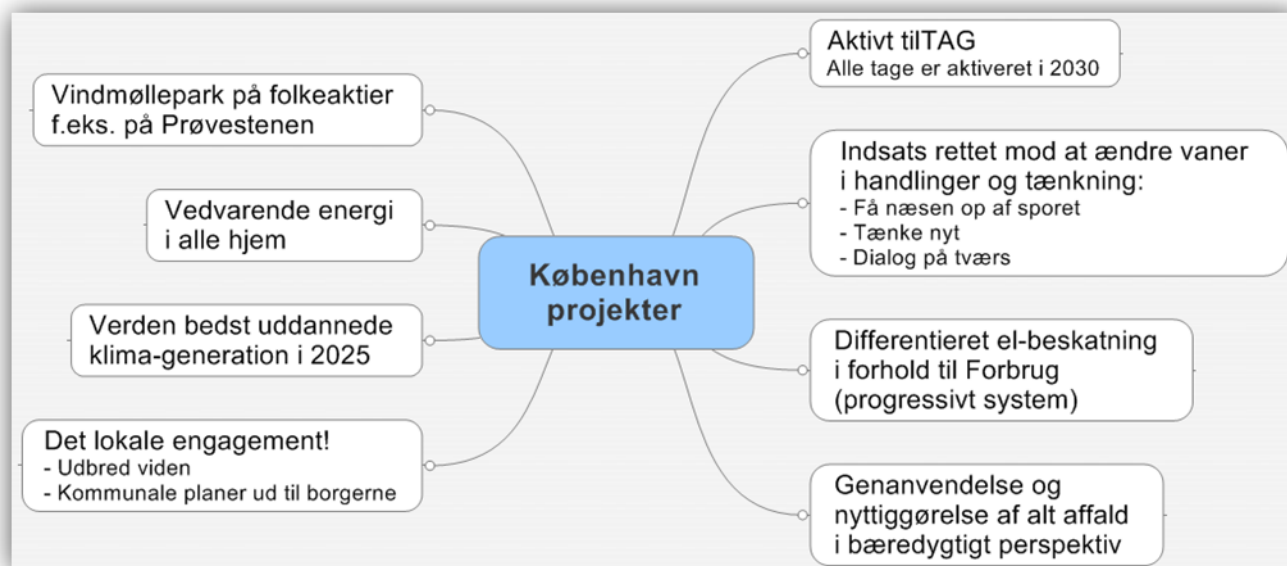 København
projekter
Vindmøllepark på folkeaktier
f.eks. på Prøvestenen
Vedvarende energi
i alle hjem
Verden bedst uddannede
klima-generation i 2025
Det lokale engagement!
- Udbred viden
- Kommunale planer ud til borgerne
Aktivt tilTAG
Alle tage er aktiveret i 2030
Indsats rettet mod at ændre vaner
i handlinger og tænkning:
- Få næsen op af sporet
- Tænke nyt
- Dialog på tværs
Differentieret el-beskatning
i forhold til Forbrug
(progressivt system)
Genanvendelse og
nyttiggørelse af alt affald
i bæredygtigt perspektiv